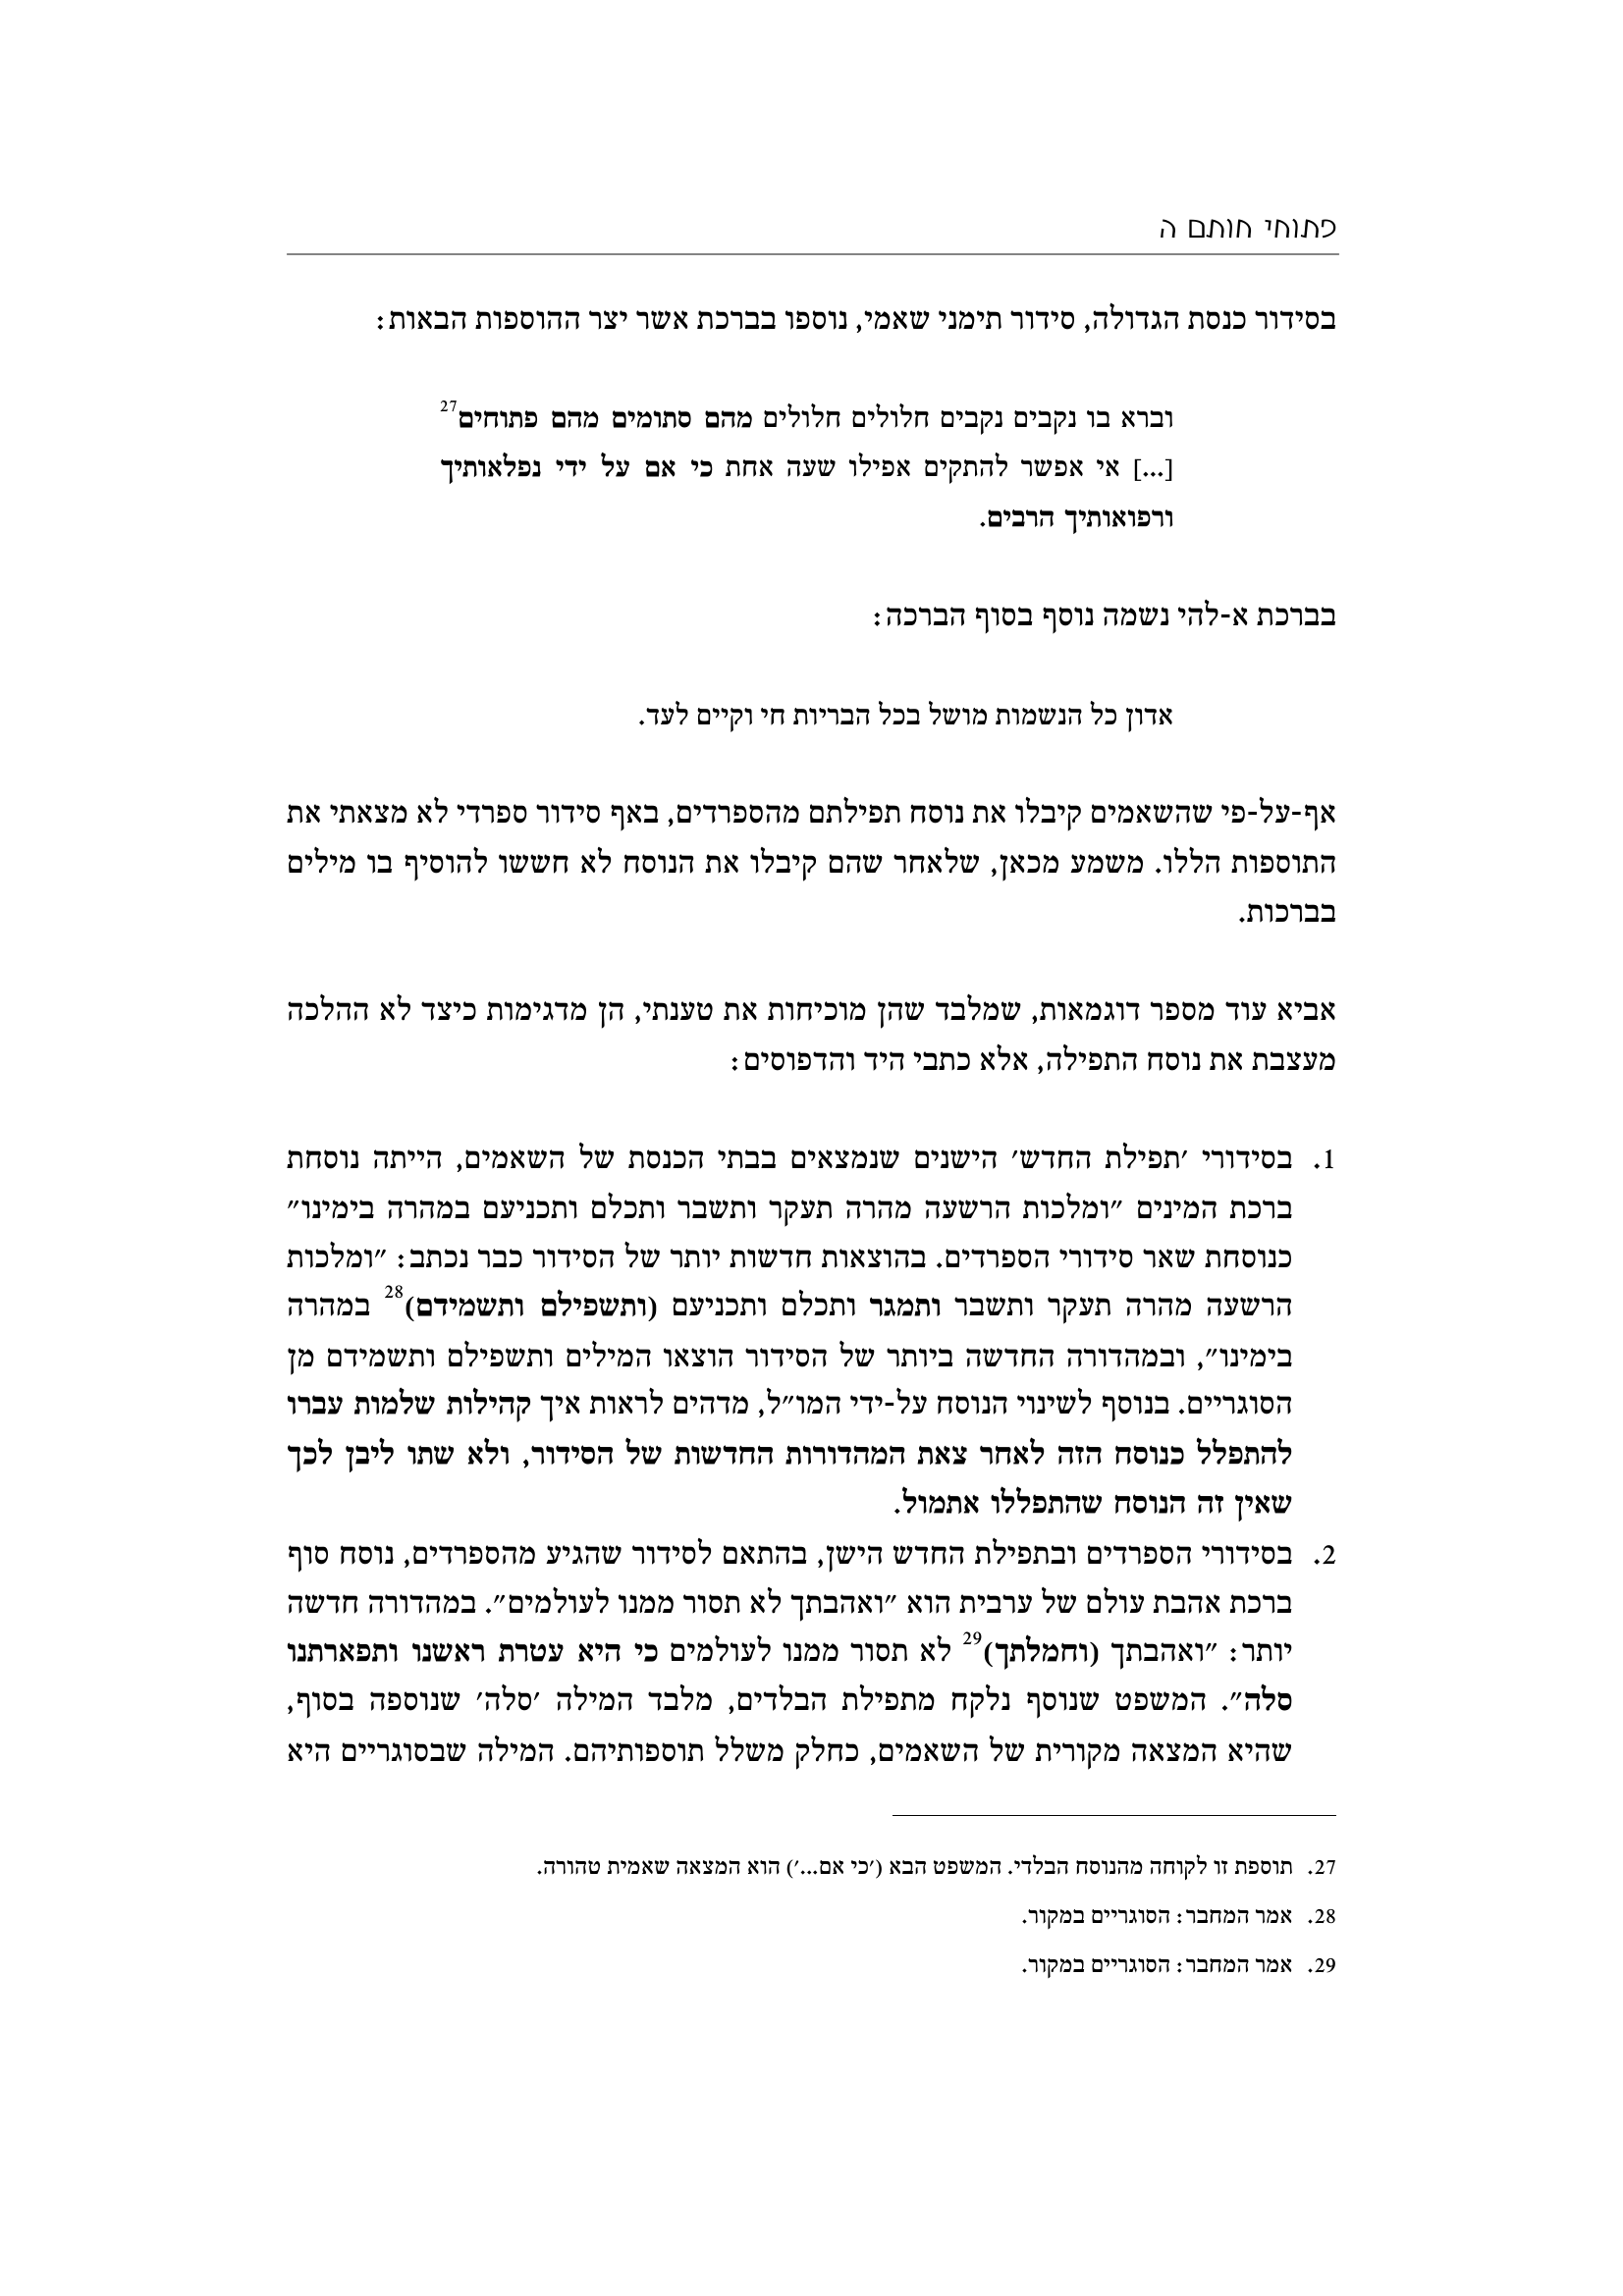 פתוחי חותם ה
בסידור כנסת הגדולה, סידור תימני שאמי, נוספו בברכת אשר יצר ההוספות הבאות:
וברא בו נקבים נקבים חלולים חלולים מהם סתומים מהם פתוחים27
[...] אי אפשר להתקים אפילו שעה אחת כי אם על ידי נפלאותיך
ורפואותיך הרבים.
בברכת א-להי נשמה נוסף בסוף הברכה:
אדון כל הנשמות מושל בכל הבריות חי וקיים לעד.
אף-על-פי שהשאמים קיבלו את נוסח תפילתם מהספרדים, באף סידור ספרדי לא מצאתי את
התוספות הללו. משמע מכאן, שלאחר שהם קיבלו את הנוסח לא חששו להוסיף בו מילים
בברכות.
אביא עוד מספר דוגמאות, שמלבד שהן מוכיחות את טענתי, הן מדגימות כיצד לא ההלכה
מעצבת את נוסח התפילה, אלא כתבי היד והדפוסים:
1. בסידורי ׳תפילת החדש׳ הישנים שנמצאים בבתי הכנסת של השאמים, הייתה נוסחת
ברכת המינים ״ומלכות הרשעה מהרה תעקר ותשבר ותכלם ותכניעם במהרה בימינו״
כנוסחת שאר סידורי הספרדים. בהוצאות חדשות יותר של הסידור כבר נכתב: ״ומלכות
הרשעה מהרה תעקר ותשבר ותמגר ותכלם ותכניעם (ותשפילם ותשמידם)28 במהרה
בימינו״, ובמהדורה החדשה ביותר של הסידור הוצאו המילים ותשפילם ותשמידם מן
הסוגריים. בנוסף לשינוי הנוסח על-ידי המו״ל, מדהים לראות איך קהילות שלמות עברו
להתפלל כנוסח הזה לאחר צאת המהדורות החדשות של הסידור, ולא שתו ליבן לכך
שאין זה הנוסח שהתפללו אתמול.
2. בסידורי הספרדים ובתפילת החדש הישן, בהתאם לסידור שהגיע מהספרדים, נוסח סוף
ברכת אהבת עולם של ערבית הוא ״ואהבתך לא תסור ממנו לעולמים״. במהדורה חדשה
יותר: ״ואהבתך (וחמלתך)29 לא תסור ממנו לעולמים כי היא עטרת ראשנו ותפארתנו
סלה״. המשפט שנוסף נלקח מתפילת הבלדים, מלבד המילה ׳סלה׳ שנוספה בסוף,
שהיא המצאה מקורית של השאמים, כחלק משלל תוספותיהם. המילה שבסוגריים היא
27. תוספת זו לקוחה מהנוסח הבלדי. המשפט הבא (׳כי אם...׳) הוא המצאה שאמית טהורה.
28. אמר המחבר: הסוגריים במקור.
29. אמר המחבר: הסוגריים במקור.